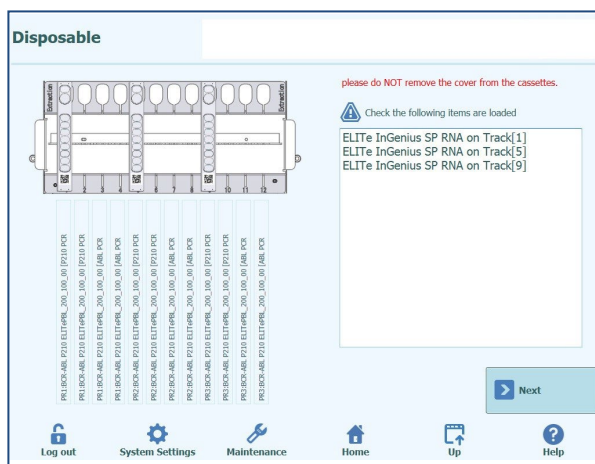 Disposable
please do NOT remove the cover from the cassettes.
Check the following items are loaded
ELITe InGenius SP RNA on Track[1]
ELITe InGenius SP RNA on Track[5]
ELITe InGenius SP RNA on Track[9]
Extraction
Extraction
2 3 4 6 7 8 10 11 12
PR1:BCR-ABL P210 ELITePBL_200_100_00 [P210 PCR
PR1:BCR-ABL P210 ELITePBL_200_100_00 [P210 PCR
PR1:BCR-ABL P210 ELITePBL_200_100_00 [ABL PCR
PR1:BCR-ABL P210 ELITePBL_200_100_00 [ABL PCR
PR2:BCR-ABL P210 ELITePBL_200_100_00 [P210 PCR
PR2:BCR-ABL P210 ELITePBL_200_100_00 [P210 PCR
PR2:BCR-ABL P210 ELITePBL_200_100_00 [ABL PCR
PR2:BCR-ABL P210 ELITePBL_200_100_00 [ABL PCR
PR3:BCR-ABL P210 ELITePBL_200_100_00 [P210 PCR
PR3:BCR-ABL P210 ELITePBL_200_100_00 [P210 PCR
PR3:BCR-ABL P210 ELITePBL_200_100_00 [ABL PCR
PR3:BCR-ABL P210 ELITePBL_200_100_00 [ABL PCR
Next
Log out
System Settings
Maintenance
Home
Up
Help